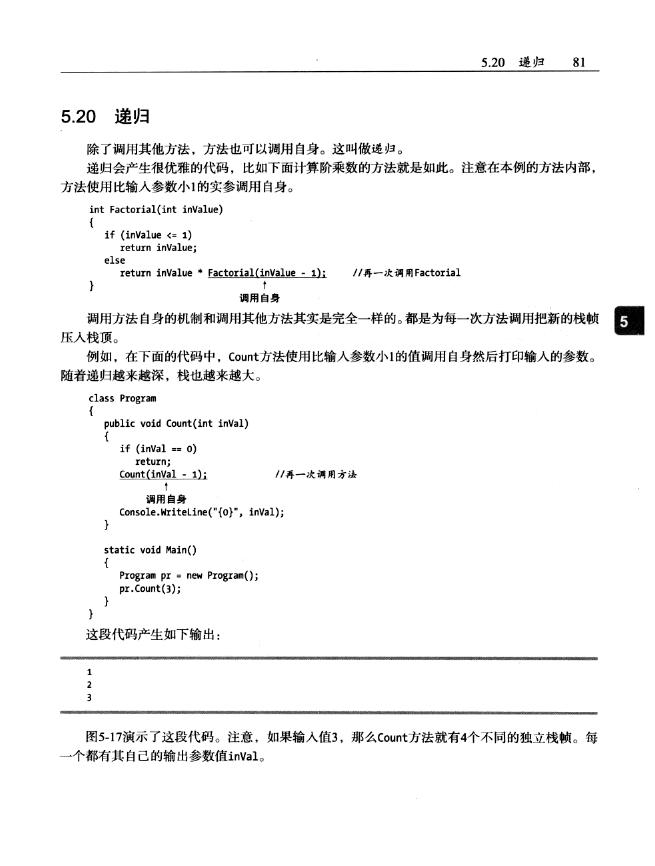 5.20 递归 81
5.20 递归
除了调用其他方法，方法也可以调用自身。这叫做递归。
递归会产生很优雅的代码，比如下面计算阶乘数的方法就是如此。注意在本例的方法内部，
方法使用比输入参数小1的实参调用自身。
int Factorial(int inValue)
{
if (inValue <= 1)
return inValue;
else
return inValue * Factorial(inValue - 1); //再一次调用Factorial
}
↑
调用自身
调用方法自身的机制和调用其他方法其实是完全一样的。都是为每一次方法调用把新的栈帧
压入栈顶。
5
例如，在下面的代码中，Count方法使用比输入参数小1的值调用自身然后打印输入的参数。
随着递归越来越深，栈也越来越大。
class Program
{
public void Count(int inVal)
{
if (inVal == 0)
return;
Count(inVal - 1); //再一次调用方法
↑
调用自身
Console.WriteLine("{0}", inVal);
}
static void Main()
{
Program pr = new Program();
pr.Count(3);
}
}
这段代码产生如下输出：
1
2
3
图5-17演示了这段代码。注意，如果输入值3，那么Count方法就有4个不同的独立栈帧。每
一个都有其自己的输出参数值inVal。